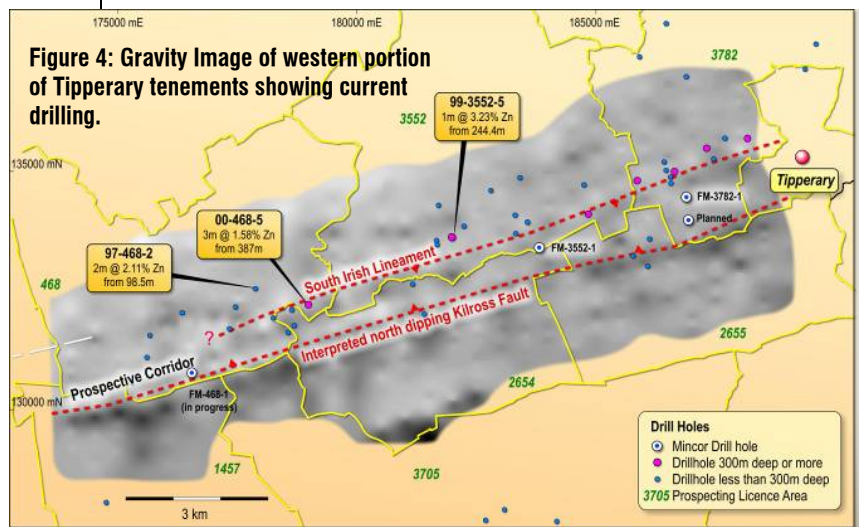 175000 mE
180000 mE
185000 mE
Figure 4: Gravity Image of western portion
of Tipperary tenements showing current
drilling.
3782
99-3552-5
1m @ 3.23% Zn
from 244.4m
3552
135000 mN
Tipperary
FM-3782-1
Planned
00-468-5
3m @ 1.58% Zn
from 387m
FM-3552-1
97-468-2
2m @ 2.11% Zn
from 98.5m
South Irish Lineament
468
?
Interpreted north dipping Kilross Fault
2655
Prospective Corridor
2654
FM-468-1
(in progress)
130000 mN
1457
3705
Drill Holes
Mincor Drill hole
Drillhole 300m deep or more
Drillhole less than 300m deep
3705 Prospecting Licence Area
3 km